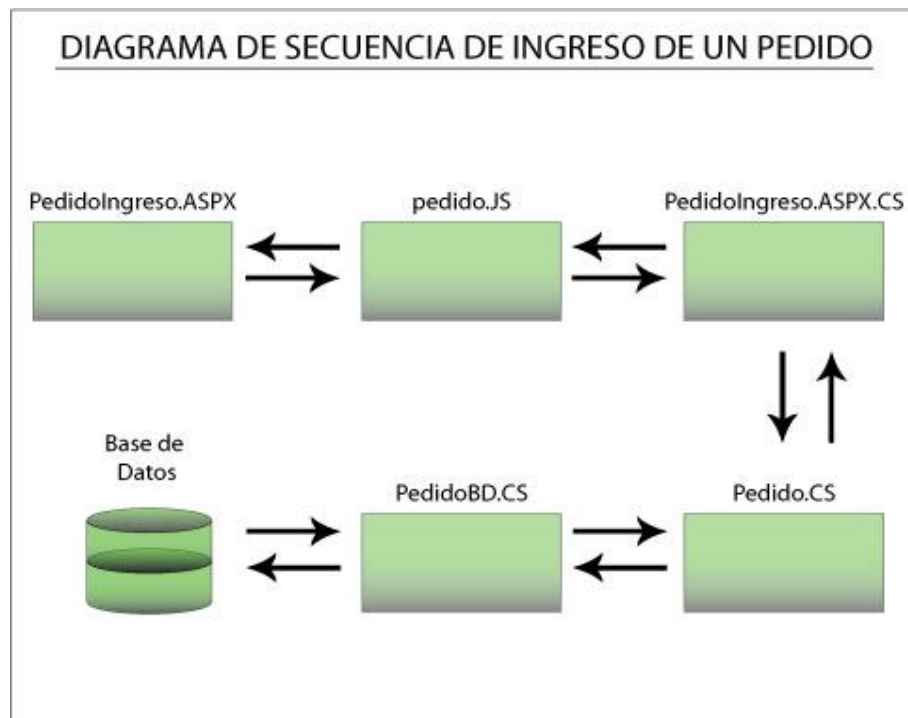 DIAGRAMA DE SECUENCIA DE INGRESO DE UN PEDIDO
PedidoIngreso.ASPX
pedido.JS
PedidoIngreso.ASPX.CS
Base de
Datos
PedidoBD.CS
Pedido.CS